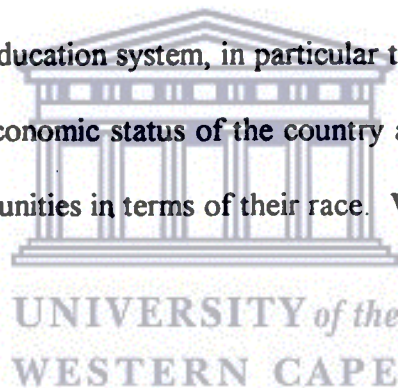 ducation system, in particular t
conomic status of the country a
unities in terms of their race. V
UNIVERSITY of the
WESTERN CAPE